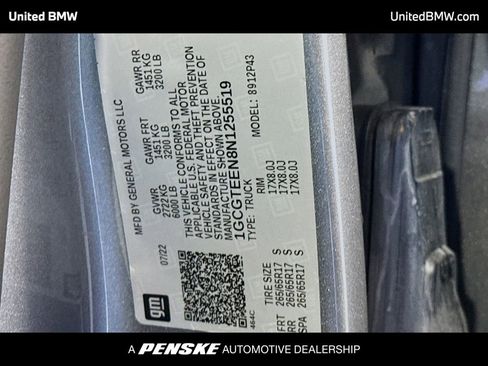 United BMW
UnitedBMW.com
MFD BY GENERAL MOTORS LLC
07/22
GVWR
2722 KG
6000 LB
GAWR FRT
1451 KG
3200 LB
GAWR RR
1451 KG
3200 LB
THIS VEHICLE CONFORMS TO ALL
APPLICABLE U.S. FEDERAL MOTOR
VEHICLE SAFETY AND THEFT PREVENTION
STANDARDS IN EFFECT ON THE DATE OF
MANUFACTURE SHOWN ABOVE.
1GCGTEEN8N1255519
TYPE: TRUCK
MODEL: 8912P43
gm
464C
TIRE SIZE
RIM
FRT 265/65R17 S 17X8.0J
RR 265/65R17 S 17X8.0J
SPA 265/65R17 S 17X8.0J
A PENSKE AUTOMOTIVE DEALERSHIP